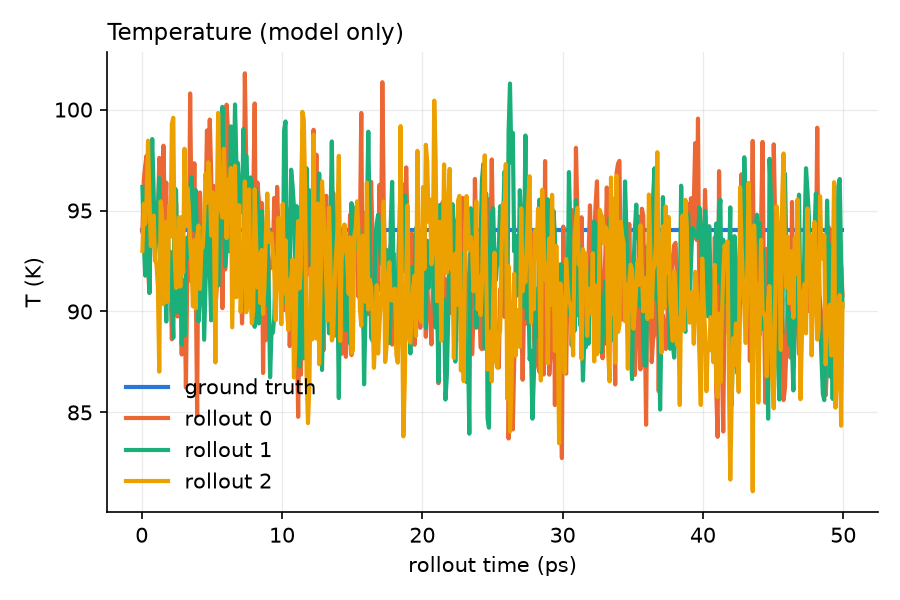 Temperature (model only)
T (K)
100
95
90
85
ground truth
rollout 0
rollout 1
rollout 2
0
10
20
30
40
50
rollout time (ps)